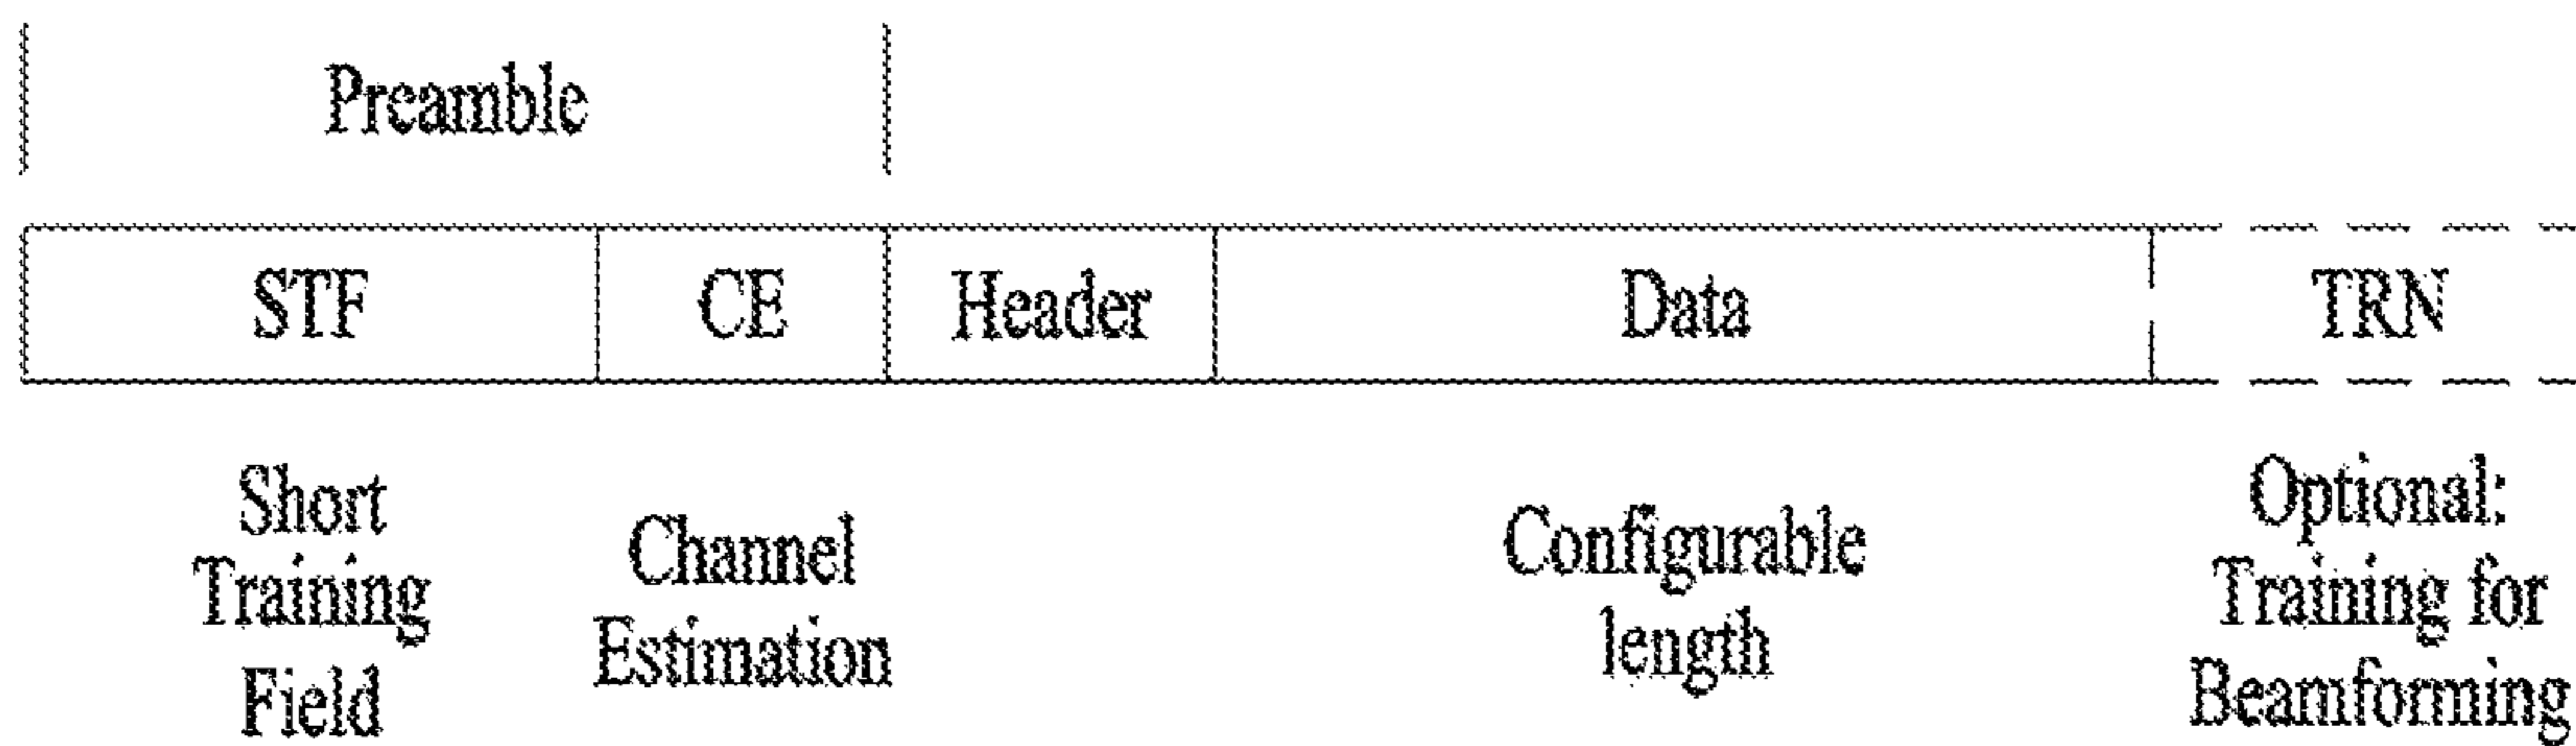 Preamble
STF CE Header Data TRN
Short
Training
Field
Channel
Estimation
Configurable
length
Optional:
Training for
Beamforming